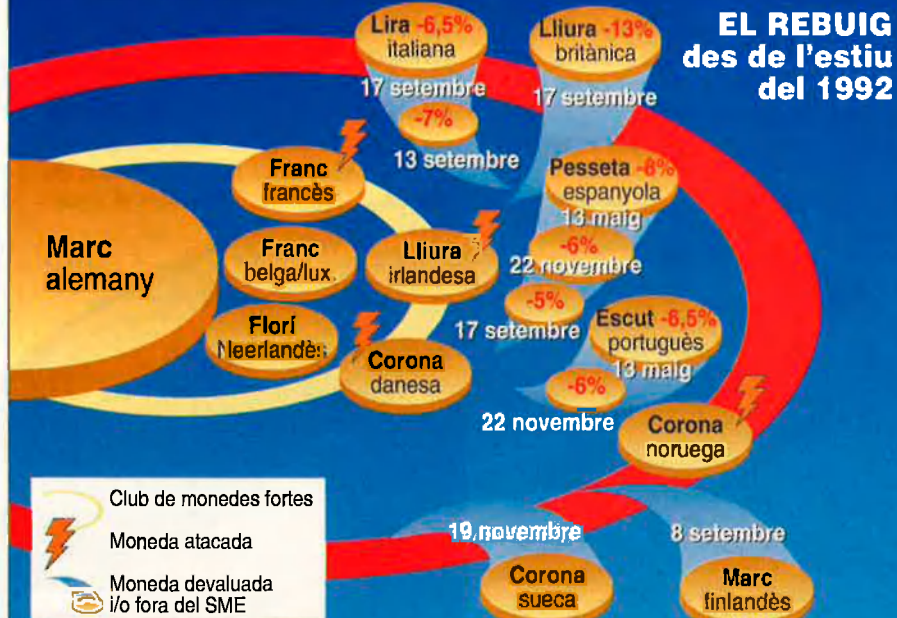 EL REBUIG
des de l'estiu
del 1992
Lira -6,5%
italiana
17 setembre
-7%
13 setembre
Lliura -13%
britànica
17 setembre
Pesseta -8%
espanyola
13 maig
-6%
22 novembre
-5%
17 setembre
Escut -6,5%
portuguès
13 maig
-6%
22 novembre
Marc
alemany
Franc
francès
Franc
belga/lux.
Florí
Neerlandès
Lliura
irlandesa
Corona
danesa
Corona
noruega
19 novembre
Corona
sueca
8 setembre
Marc
finlandès
Club de monedes fortes
Moneda atacada
Moneda devaluada
i/o fora del SME